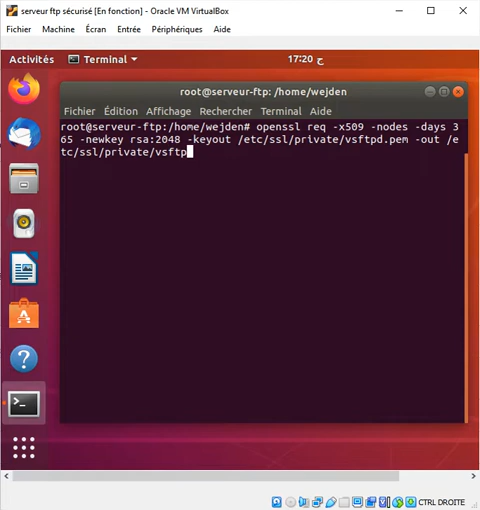 serveur ftp sécurisé [En fonction] - Oracle VM VirtualBox
Fichier Machine Écran Entrée Périphériques Aide
Activités Terminal 17:20 ح
root@serveur-ftp: /home/wejden
Fichier Édition Affichage Rechercher Terminal Aide
root@serveur-ftp:/home/wejden# openssl req -x509 -nodes -days 3
65 -newkey rsa:2048 -keyout /etc/ssl/private/vsftpd.pem -out /e
tc/ssl/private/vsftp
CTRL DROITE